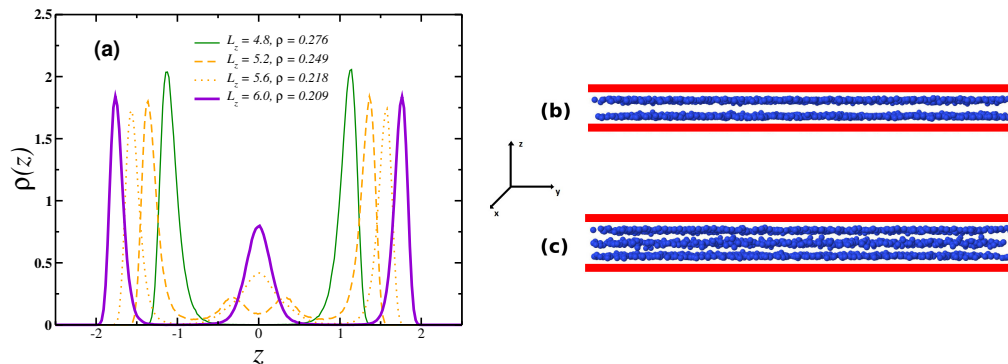 (a)
L_z = 4.8, ρ = 0.276
L_z = 5.2, ρ = 0.249
L_z = 5.6, ρ = 0.218
L_z = 6.0, ρ = 0.209
2.5
2
1.5
1
0.5
0
ρ(z)
-2 -1 0 1 2
z
(b)
z
y
x
(c)